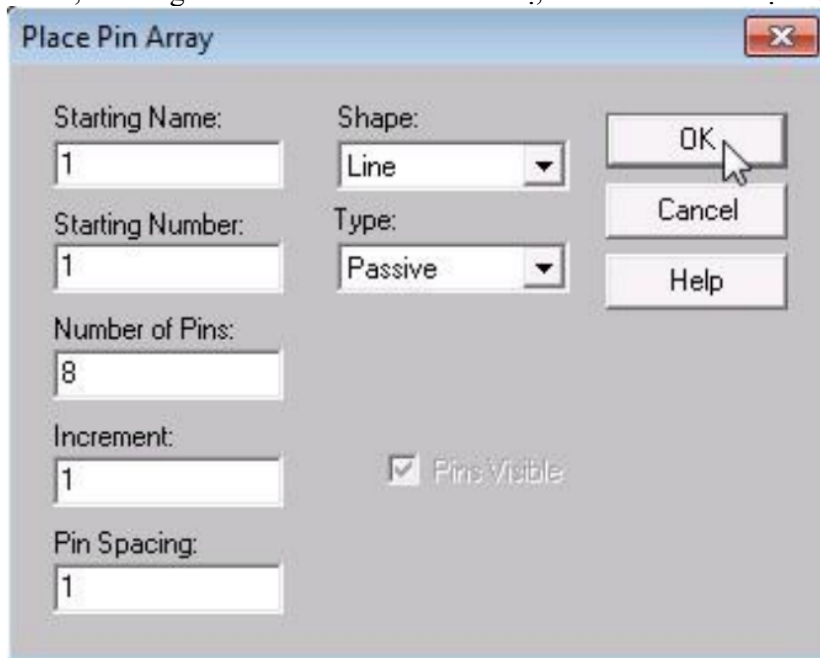 Place Pin Array
Starting Name:
1
Starting Number:
1
Number of Pins:
8
Increment:
1
Pin Spacing:
1
Shape:
Line
Type:
Passive
Pins Visible
OK
Cancel
Help